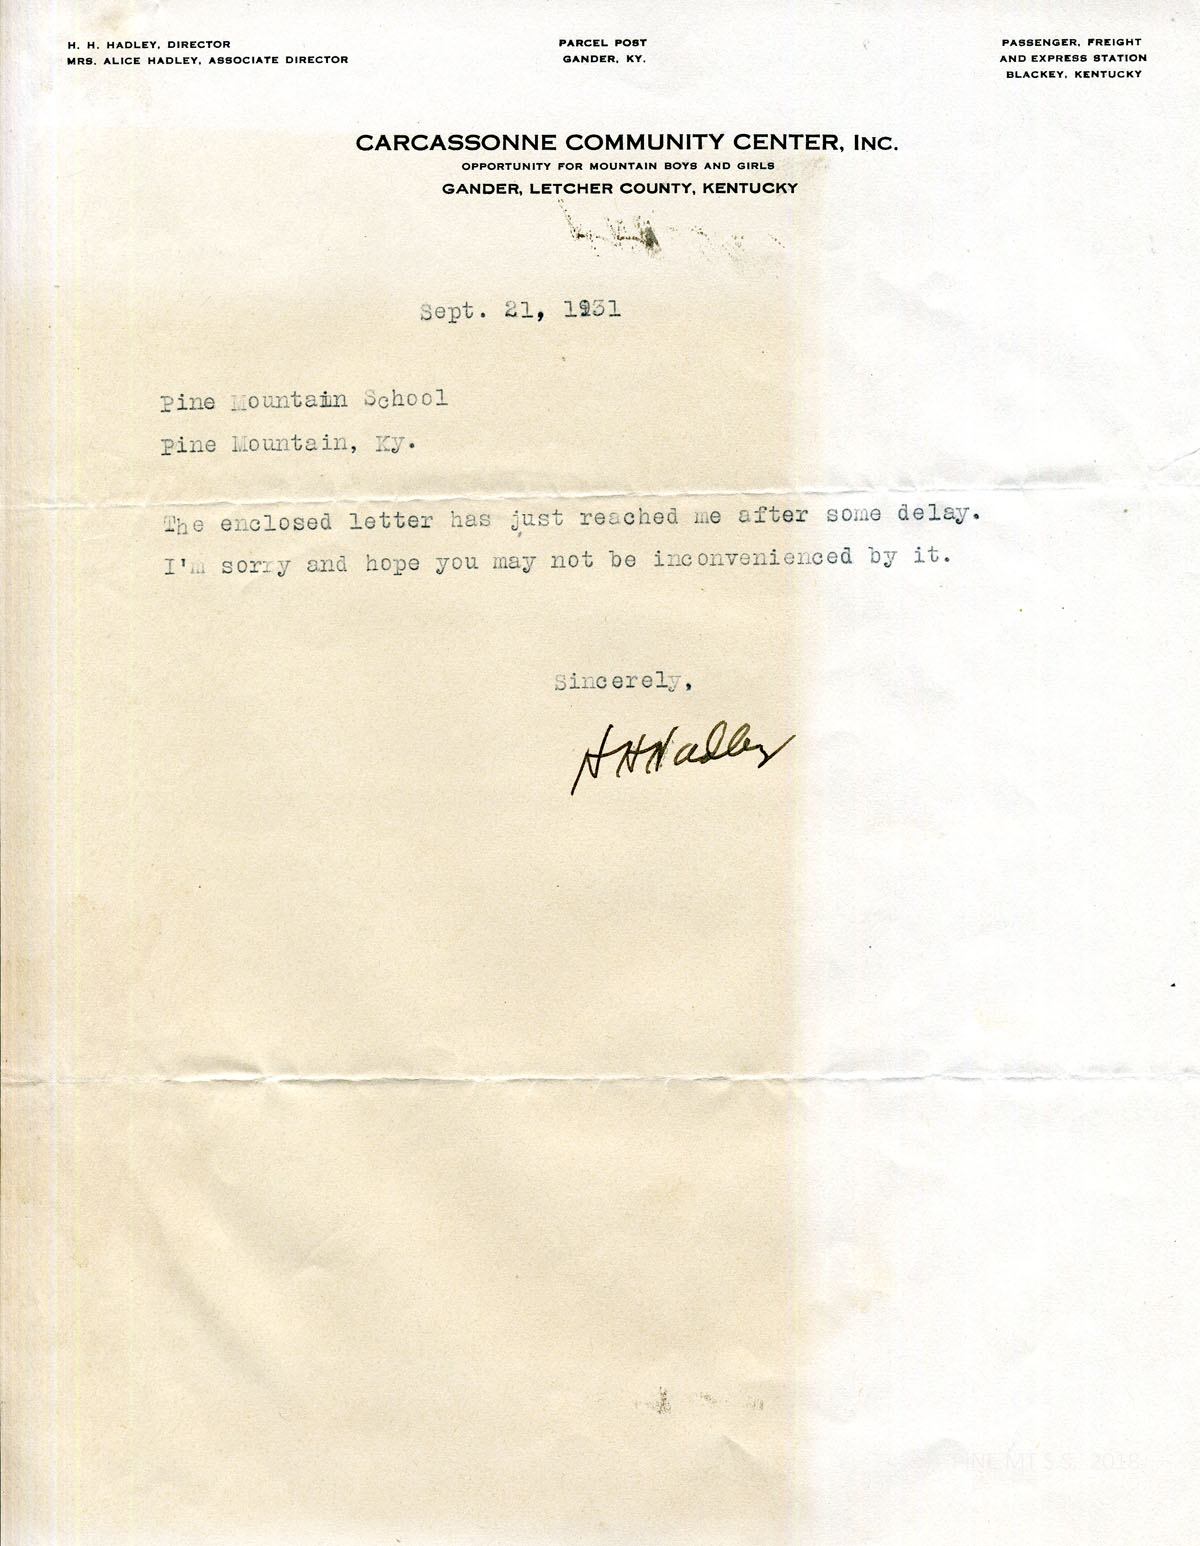 H. H. HADLEY, DIRECTOR
MRS. ALICE HADLEY, ASSOCIATE DIRECTOR
PARCEL POST
GANDER, KY.
PASSENGER, FREIGHT
AND EXPRESS STATION
BLACKEY, KENTUCKY
CARCASSONNE COMMUNITY CENTER, INC.
OPPORTUNITY FOR MOUNTAIN BOYS AND GIRLS
GANDER, LETCHER COUNTY, KENTUCKY
Sept. 21, 1931
Pine Mountain School
Pine Mountain, Ky.
The enclosed letter has just reached me after some delay.
I'm sorry and hope you may not be inconvenienced by it.
Sincerely,
H H Hadley
PINE MT S.S. 2018